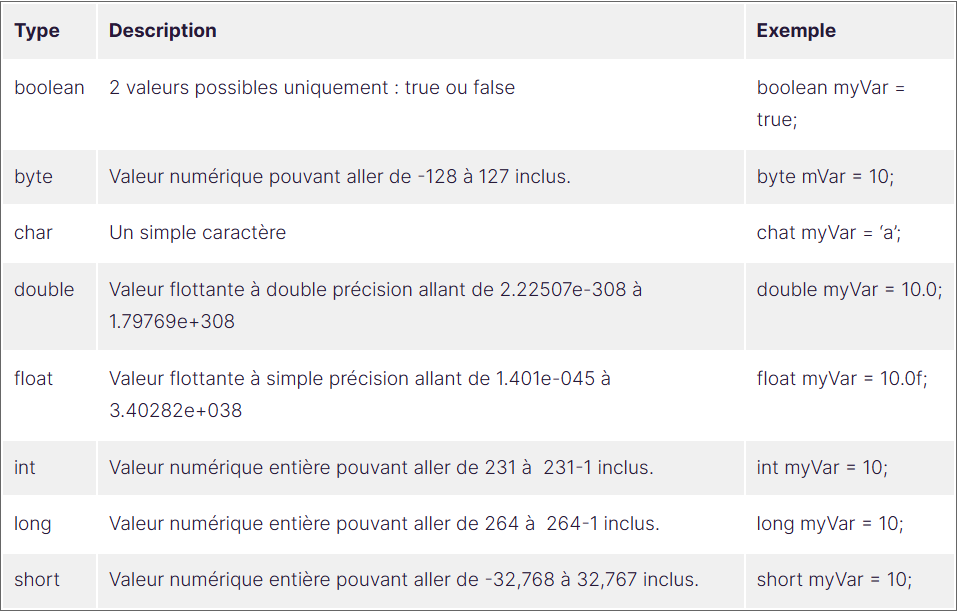 Type Description Exemple
boolean 2 valeurs possibles uniquement : true ou false boolean myVar =
true;
byte Valeur numérique pouvant aller de -128 à 127 inclus. byte mVar = 10;
char Un simple caractère chat myVar = ‘a’;
double Valeur flottante à double précision allant de 2.22507e-308 à double myVar = 10.0;
1.79769e+308
float Valeur flottante à simple précision allant de 1.401e-045 à float myVar = 10.0f;
3.40282e+038
int Valeur numérique entière pouvant aller de 231 à 231-1 inclus. int myVar = 10;
long Valeur numérique entière pouvant aller de 264 à 264-1 inclus. long myVar = 10;
short Valeur numérique entière pouvant aller de -32,768 à 32,767 inclus. short myVar = 10;